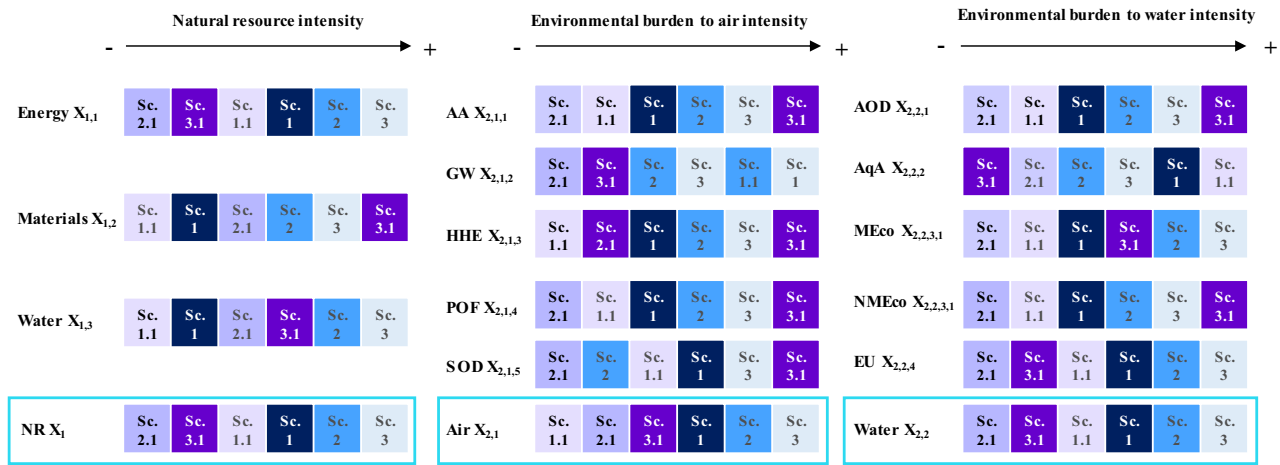 Natural resource intensity
- +
Energy X1,1
Sc. 2.1 Sc. 3.1 Sc. 1.1 Sc. 1 Sc. 2 Sc. 3
Materials X1,2
Sc. 1.1 Sc. 1 Sc. 2.1 Sc. 2 Sc. 3 Sc. 3.1
Water X1,3
Sc. 1.1 Sc. 1 Sc. 2.1 Sc. 3.1 Sc. 2 Sc. 3
NR X1
Sc. 2.1 Sc. 3.1 Sc. 1.1 Sc. 1 Sc. 2 Sc. 3
Environmental burden to air intensity
- +
AA X2,1,1
Sc. 2.1 Sc. 1.1 Sc. 1 Sc. 2 Sc. 3 Sc. 3.1
GW X2,1,2
Sc. 2.1 Sc. 3.1 Sc. 2 Sc. 3 Sc. 1.1 Sc. 1
HHE X2,1,3
Sc. 1.1 Sc. 2.1 Sc. 1 Sc. 2 Sc. 3 Sc. 3.1
POF X2,1,4
Sc. 2.1 Sc. 1.1 Sc. 1 Sc. 2 Sc. 3 Sc. 3.1
SOD X2,1,5
Sc. 2.1 Sc. 2 Sc. 1.1 Sc. 1 Sc. 3 Sc. 3.1
Air X2,1
Sc. 1.1 Sc. 2.1 Sc. 3.1 Sc. 1 Sc. 2 Sc. 3
Environmental burden to water intensity
- +
AOD X2,2,1
Sc. 2.1 Sc. 1.1 Sc. 1 Sc. 2 Sc. 3 Sc. 3.1
AqA X2,2,2
Sc. 3.1 Sc. 2.1 Sc. 2 Sc. 3 Sc. 1 Sc. 1.1
MEco X2,2,3,1
Sc. 2.1 Sc. 1.1 Sc. 1 Sc. 3.1 Sc. 2 Sc. 3
NMEco X2,2,3,1
Sc. 2.1 Sc. 1.1 Sc. 1 Sc. 2 Sc. 3 Sc. 3.1
EU X2,2,4
Sc. 2.1 Sc. 3.1 Sc. 1.1 Sc. 1 Sc. 2 Sc. 3
Water X2,2
Sc. 2.1 Sc. 3.1 Sc. 1.1 Sc. 1 Sc. 2 Sc. 3